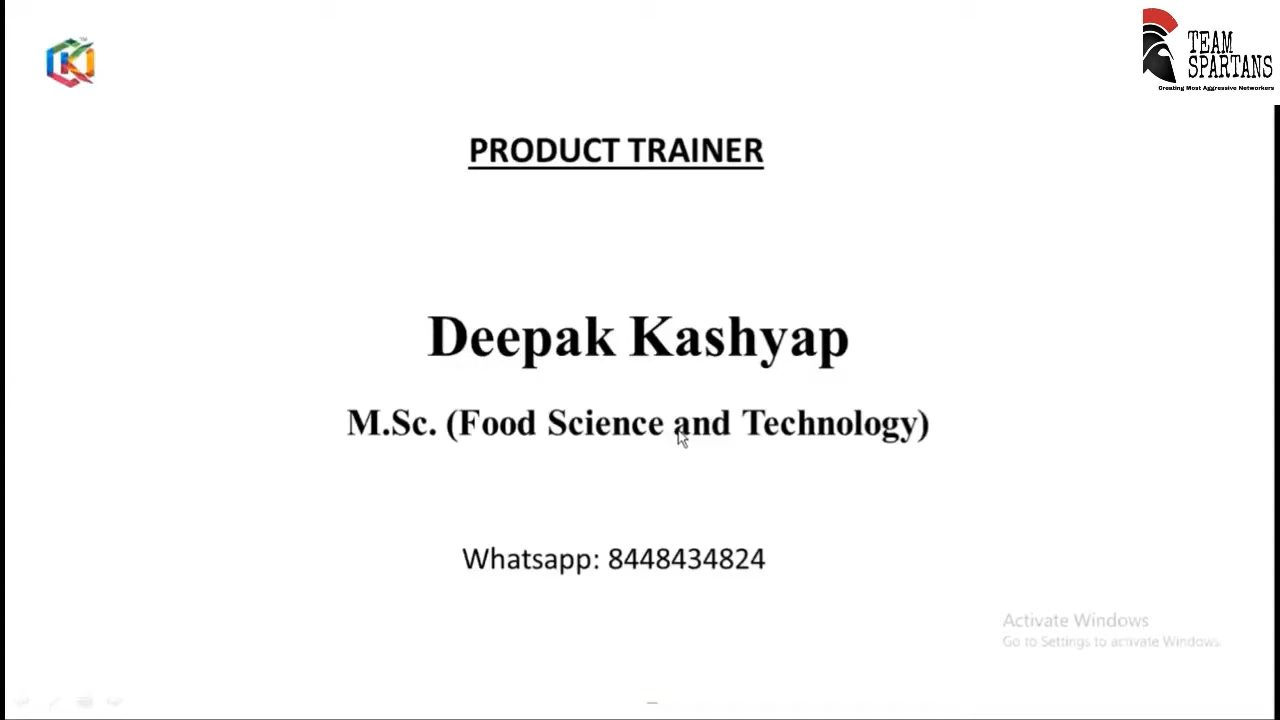 TEAM
SPARTANS
Creating Most Aggressive Networkers
PRODUCT TRAINER
Deepak Kashyap
M.Sc. (Food Science and Technology)
Whatsapp: 8448434824
Activate Windows
Go to Settings to activate Windows.